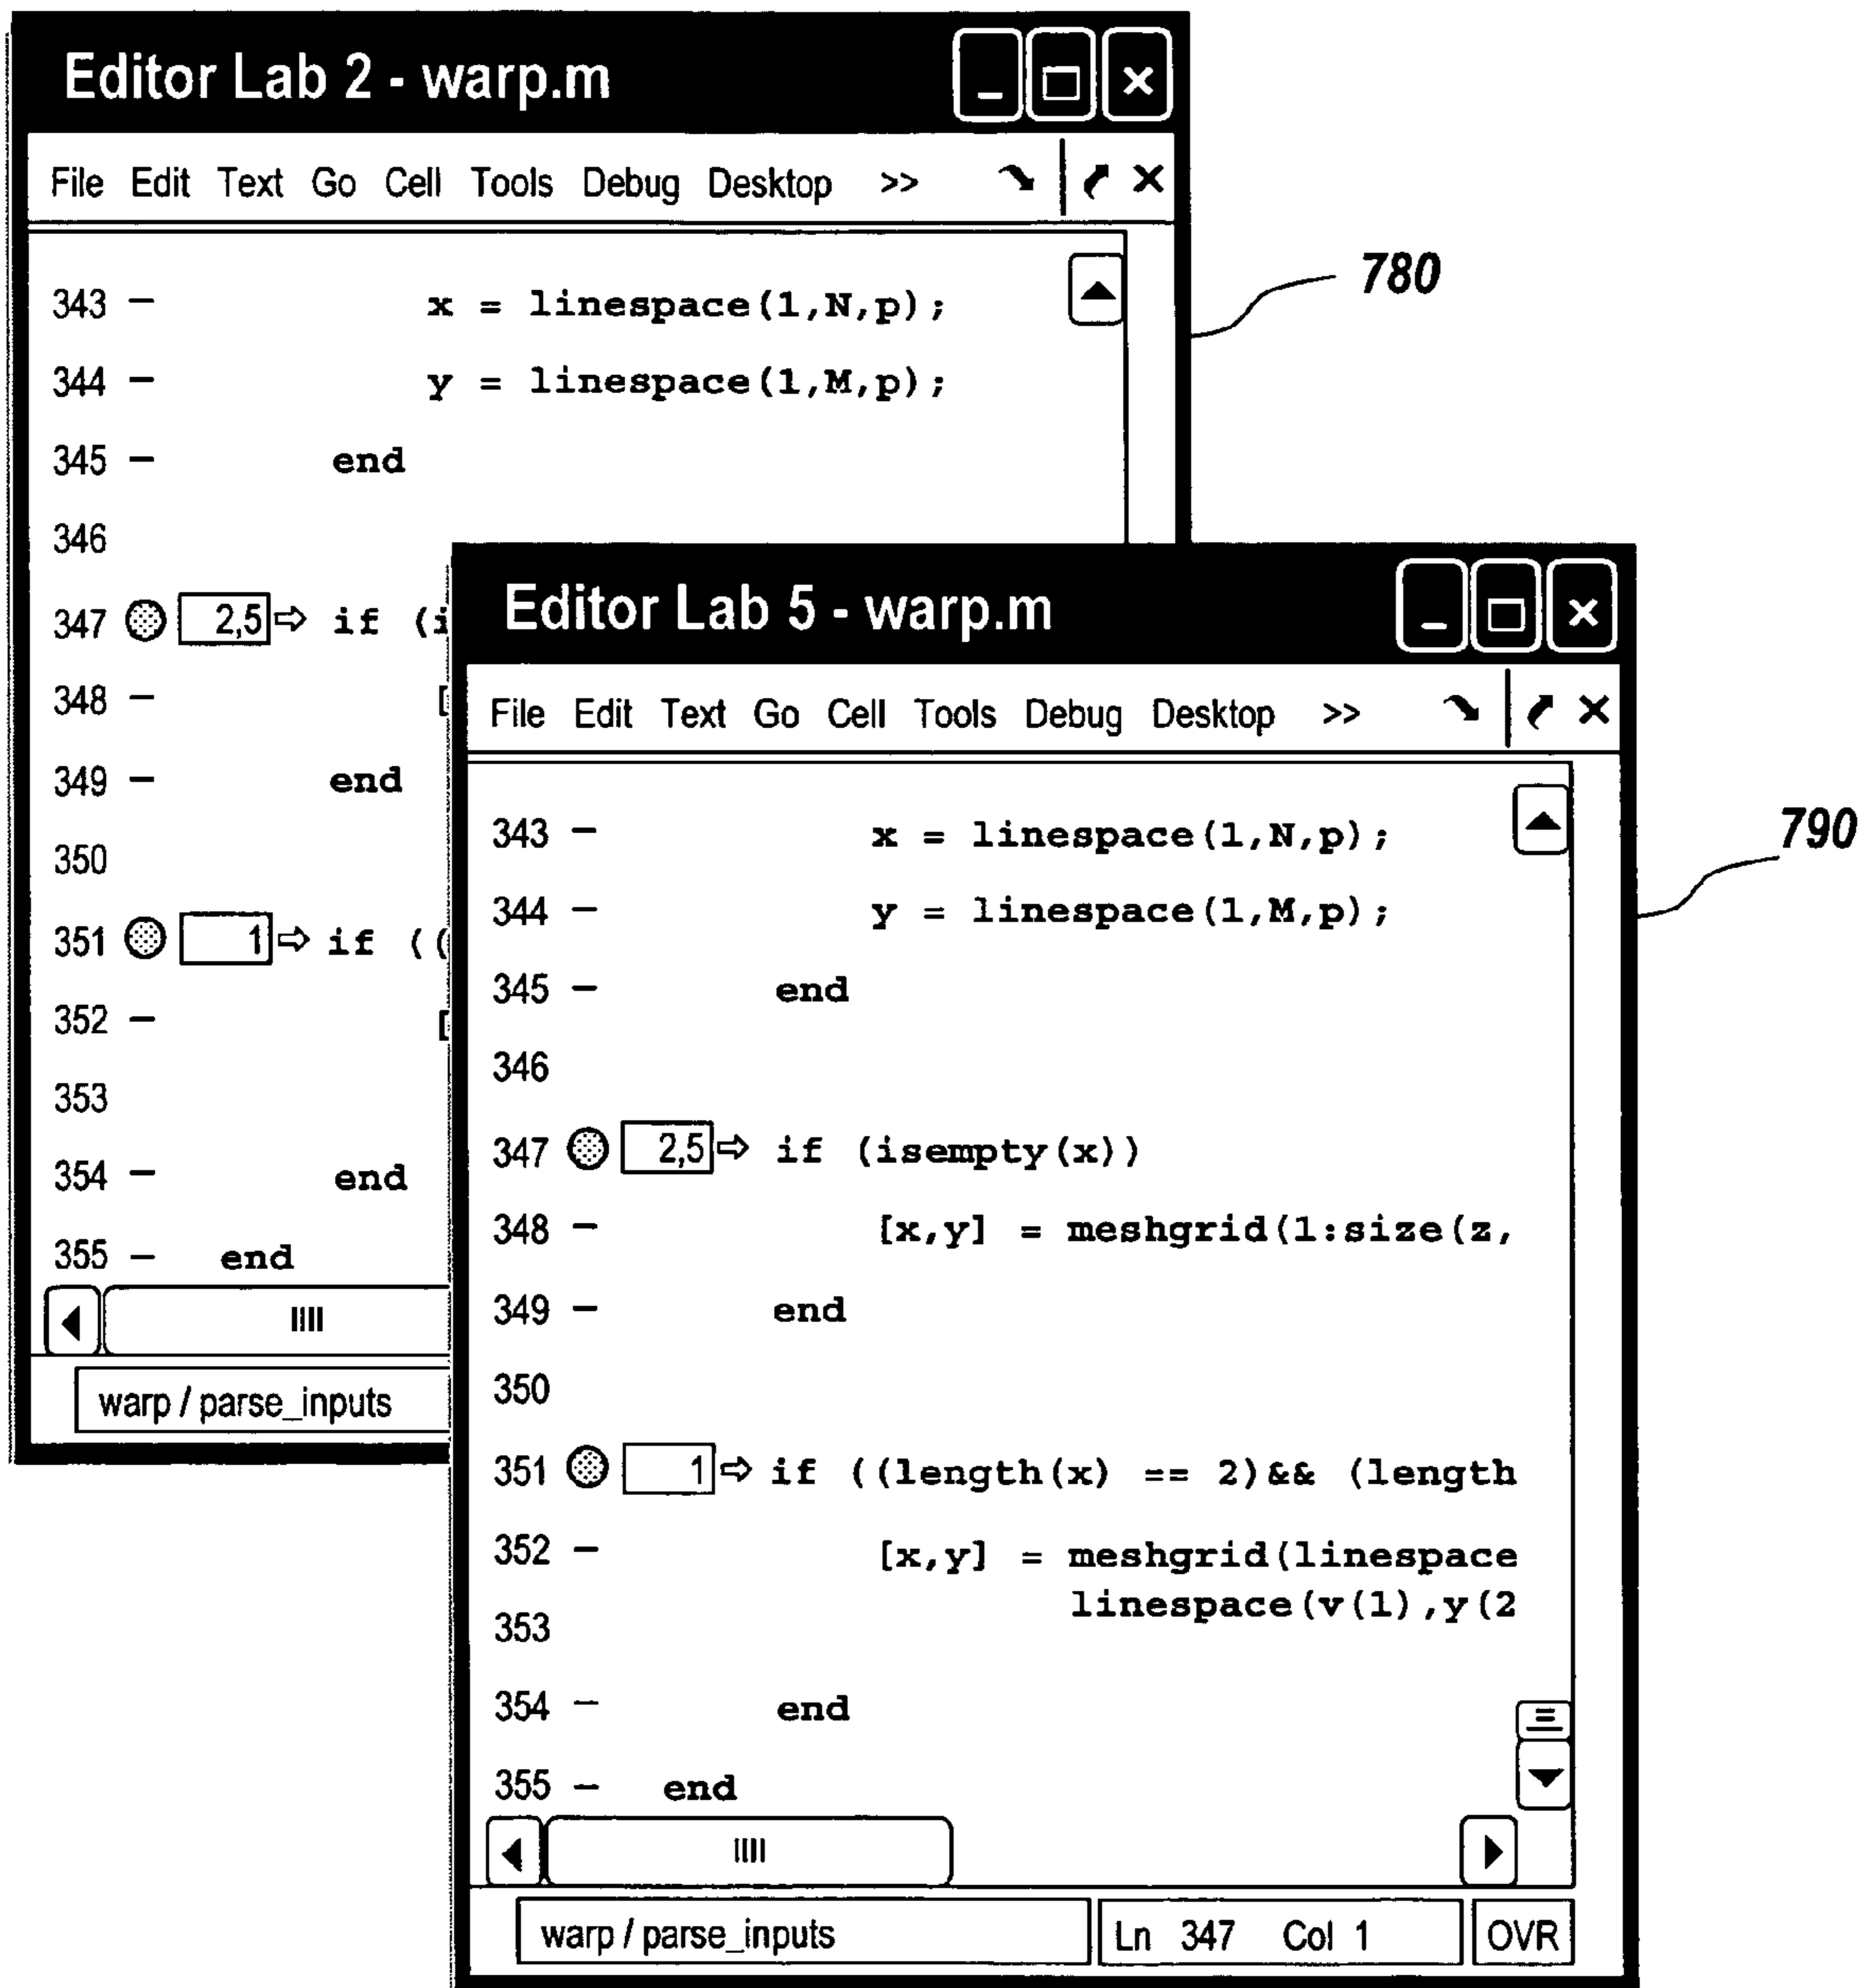 Editor Lab 2 - warp.m
File Edit Text Go Cell Tools Debug Desktop >>
343 – x = linespace(1,N,p);
344 – y = linespace(1,M,p);
345 – end
346
347 2,5 if (i
348 – [
349 – end
350
351 1 if ((
352 – [
353
354 – end
355 – end
warp / parse_inputs
780
Editor Lab 5 - warp.m
File Edit Text Go Cell Tools Debug Desktop >>
343 – x = linespace(1,N,p);
344 – y = linespace(1,M,p);
345 – end
346
347 2,5 if (isempty(x))
348 – [x,y] = meshgrid(1:size(z,
349 – end
350
351 1 if ((length(x) == 2)&& (length
352 – [x,y] = meshgrid(linespace
linespace(v(1),y(2
353
354 – end
355 – end
warp / parse_inputs Ln 347 Col 1 OVR
790